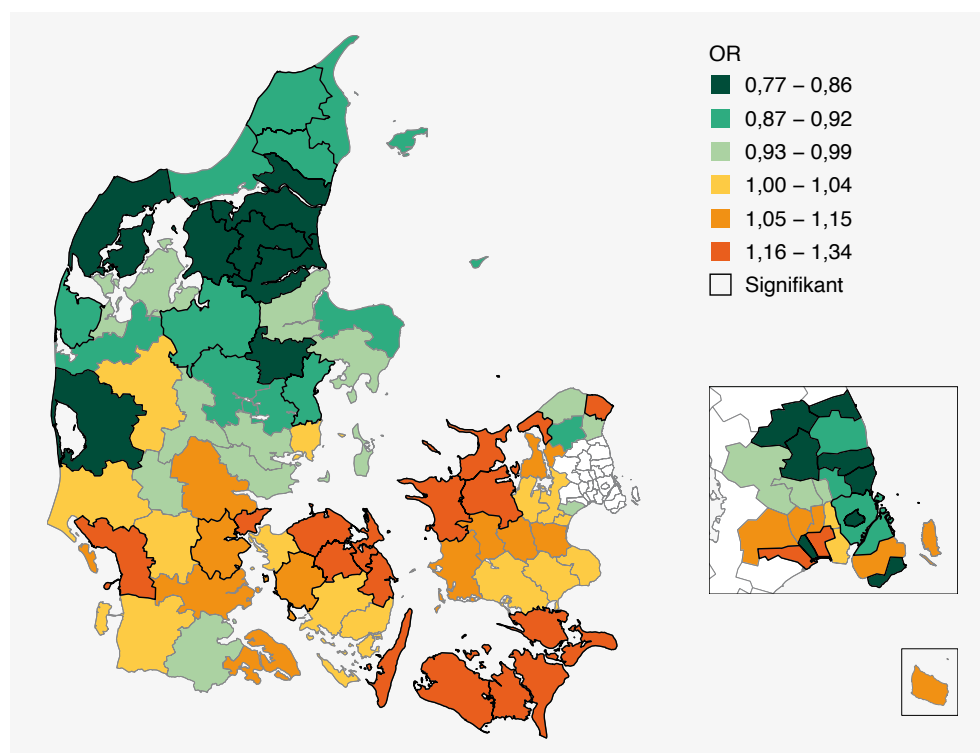 OR
0,77 – 0,86
0,87 – 0,92
0,93 – 0,99
1,00 – 1,04
1,05 – 1,15
1,16 – 1,34
Signifikant